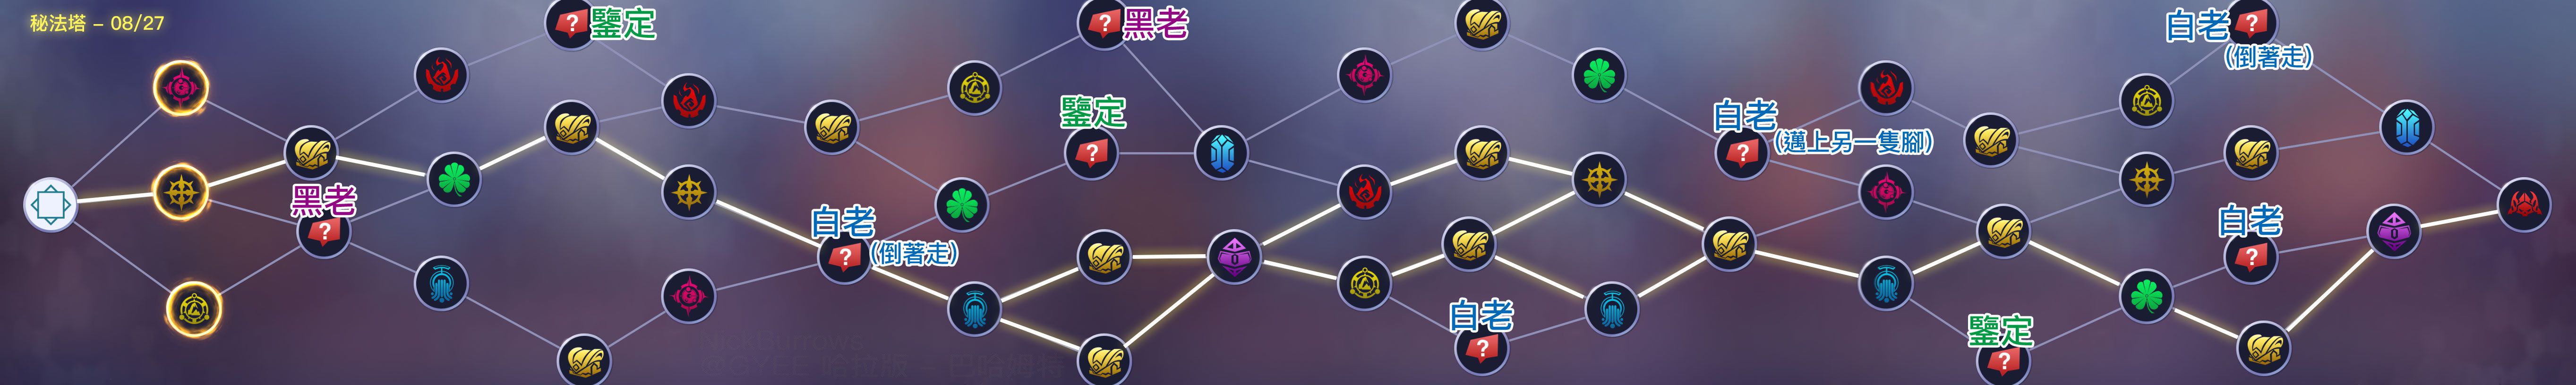 秘法塔 – 08/27
鑒定
黑老
白老
(倒著走)
鑒定
白老
(邁上另一隻腳)
黑老
白老
(倒著走)
白老
白老
鑒定